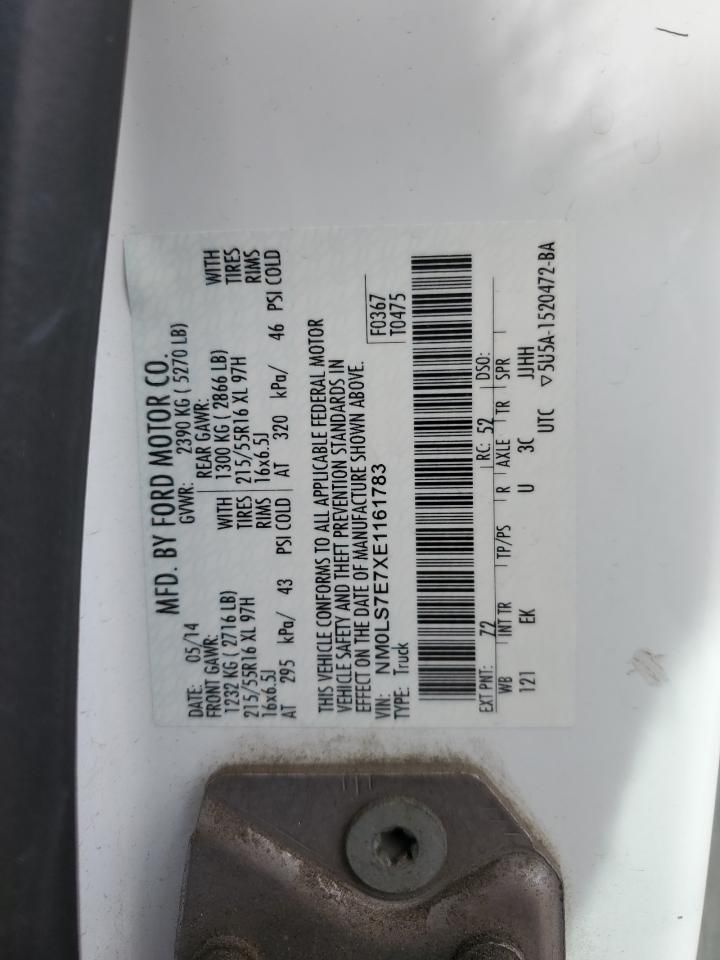 MFD. BY FORD MOTOR CO.
DATE: 05/14 GVWR: 2390 KG ( 5270 LB)
FRONT GAWR: REAR GAWR:
1232 KG ( 2716 LB) WITH 1300 KG ( 2866 LB) WITH
215/55R16 XL 97H TIRES 215/55R16 XL 97H TIRES
16x6.5J RIMS 16x6.5J RIMS
AT 295 kPa/ 43 PSI COLD AT 320 kPa/ 46 PSI COLD
THIS VEHICLE CONFORMS TO ALL APPLICABLE FEDERAL MOTOR
VEHICLE SAFETY AND THEFT PREVENTION STANDARDS IN
EFFECT ON THE DATE OF MANUFACTURE SHOWN ABOVE.
VIN: NM0LS7E7XE1161783 F0367
TYPE: Truck T0475
EXT PNT: Z2 RC: 52 DSO:
WB INT TR TP/PS R AXLE TR SPR
121 EK U 3C JJHH
UTC ▽5U5A-1520472-BA